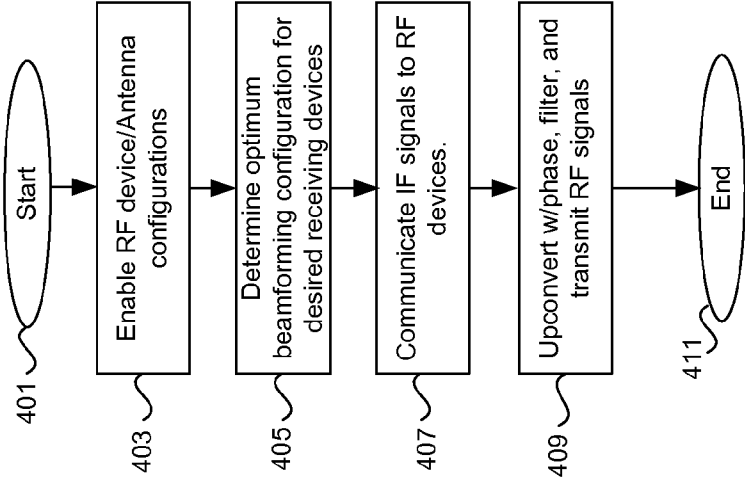 Start
401
Enable RF device/Antenna
configurations
403
Determine optimum
beamforming configuration for
desired receiving devices
405
Communicate IF signals to RF
devices.
407
Upconvert w/phase, filter, and
transmit RF signals
409
End
411